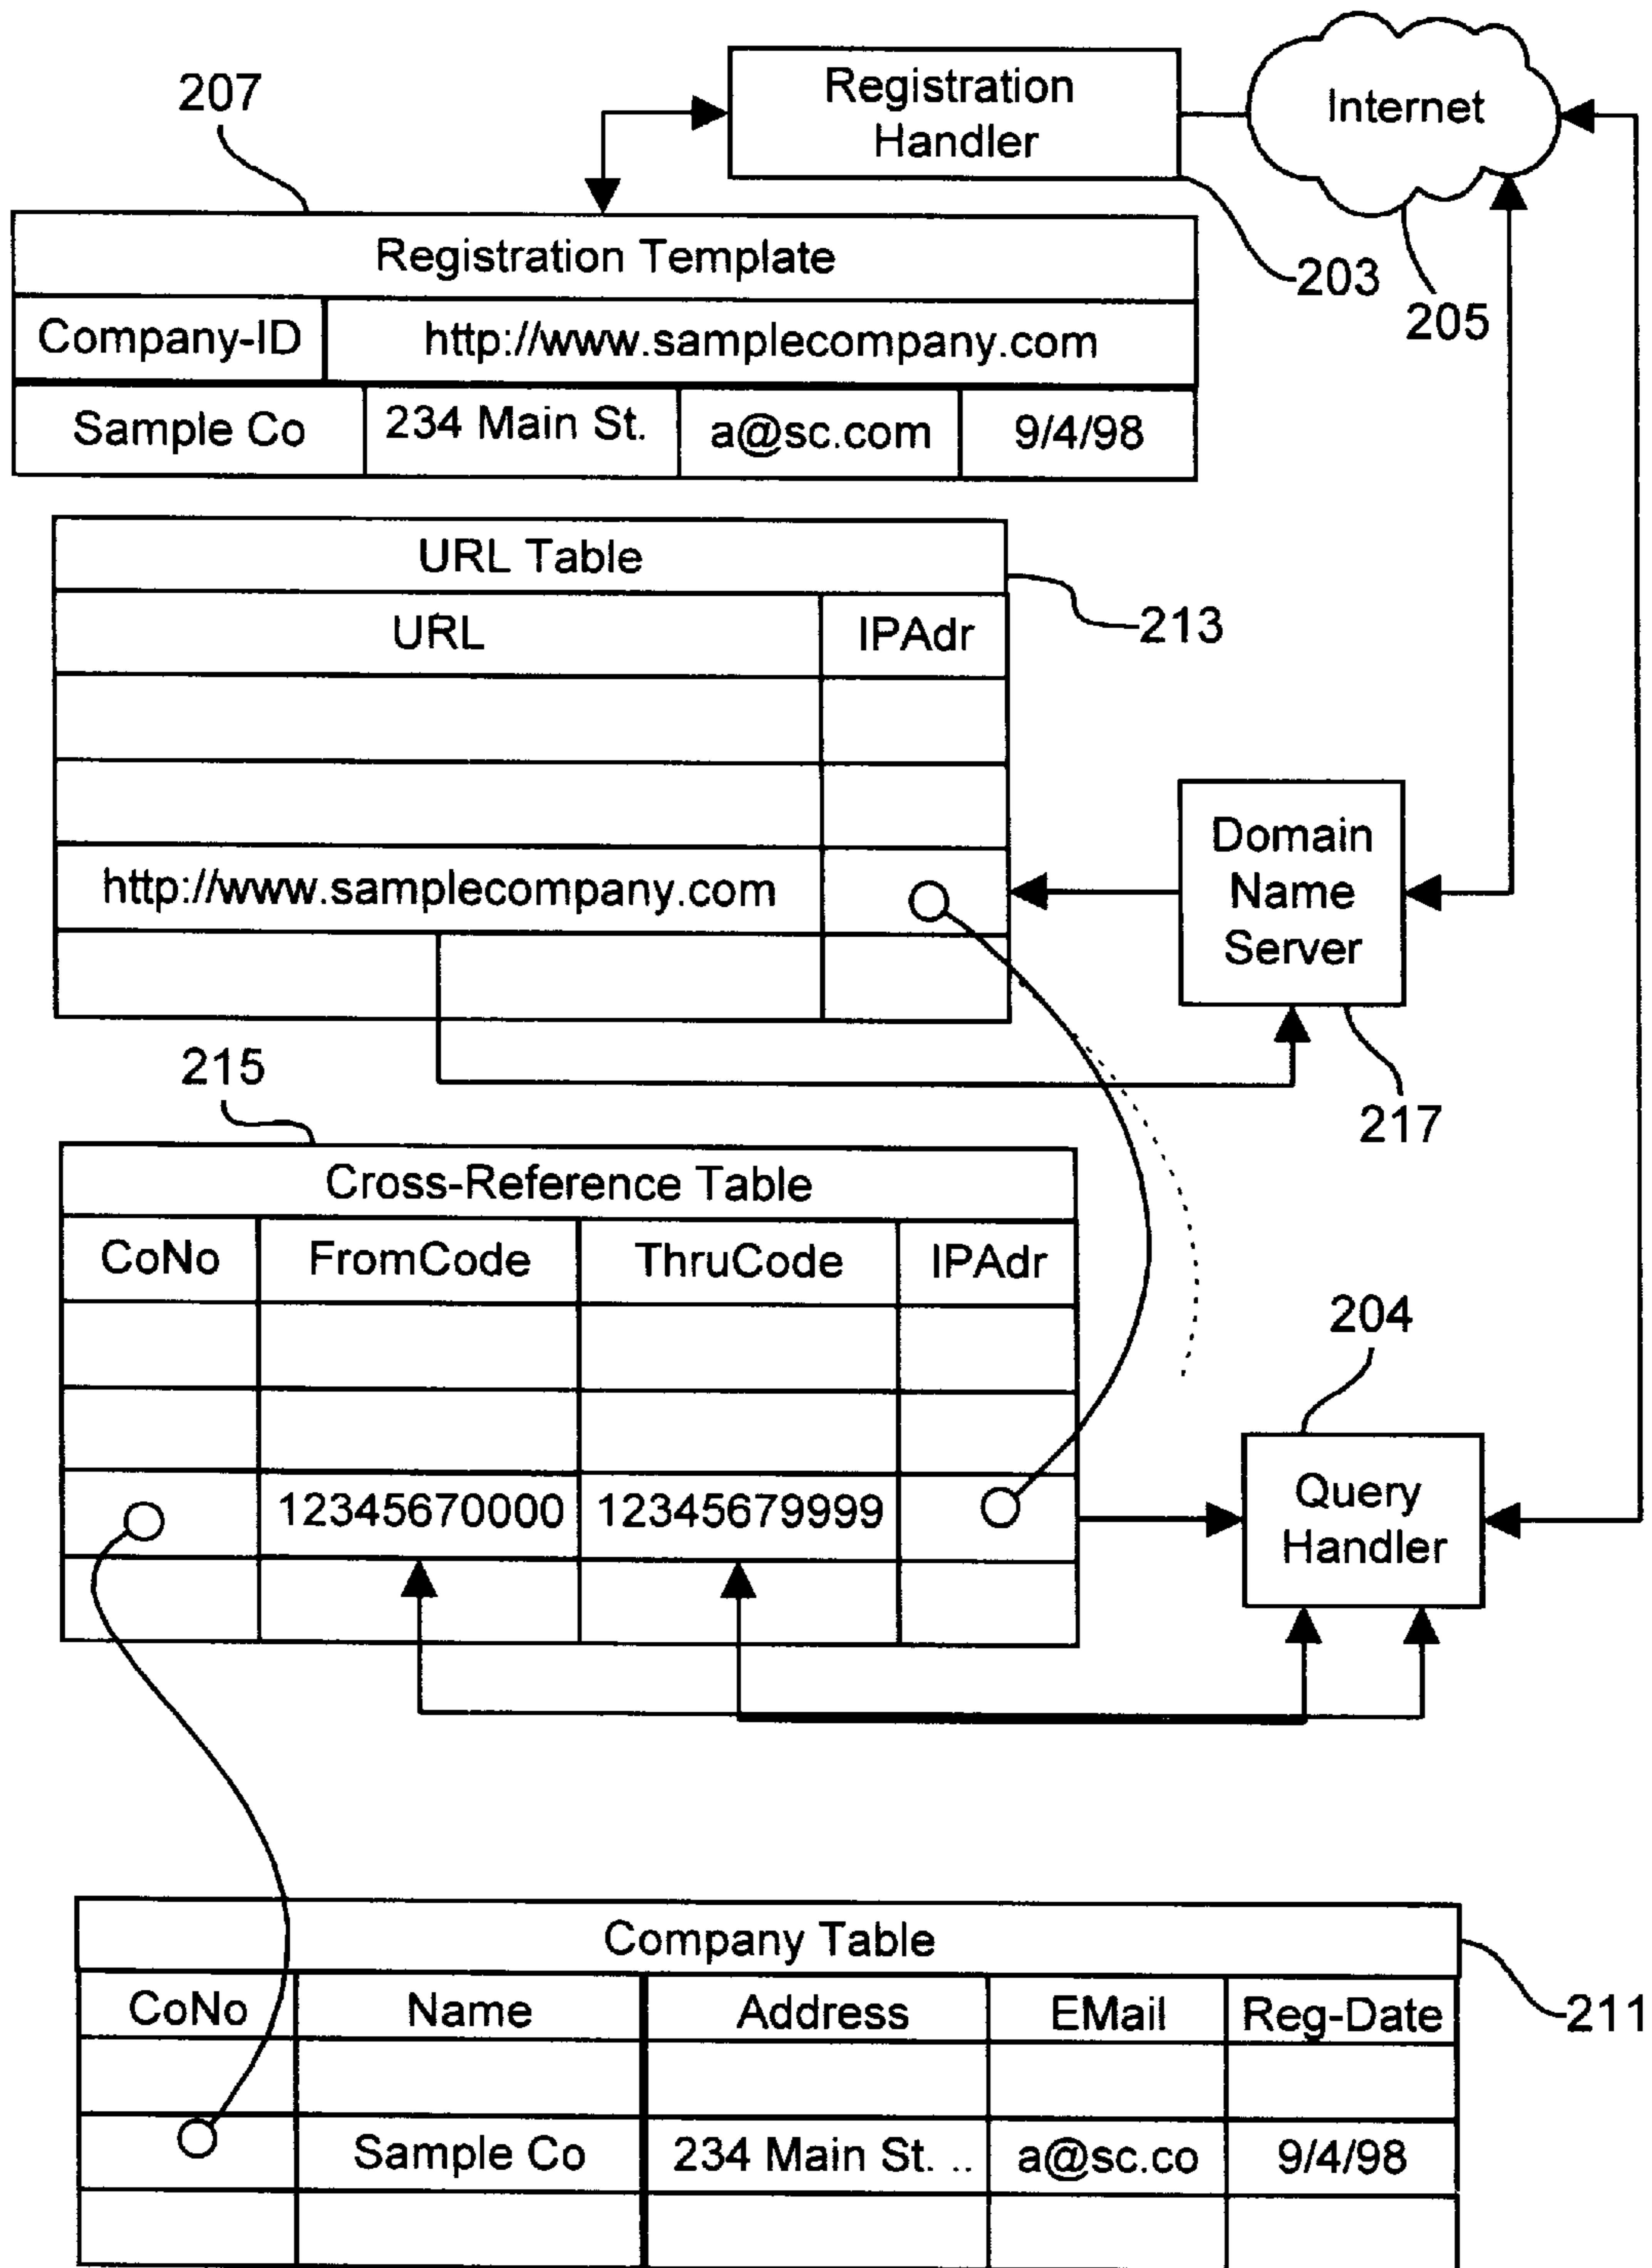 207
Registration
Handler
Internet
Registration Template
203
205
Company-ID http://www.samplecompany.com
Sample Co 234 Main St. a@sc.com 9/4/98
URL Table
URL IPAdr
213
http://www.samplecompany.com
Domain
Name
Server
217
215
Cross-Reference Table
CoNo FromCode ThruCode IPAdr
204
12345670000 12345679999
Query
Handler
Company Table
CoNo Name Address EMail Reg-Date
211
Sample Co 234 Main St. .. a@sc.co 9/4/98